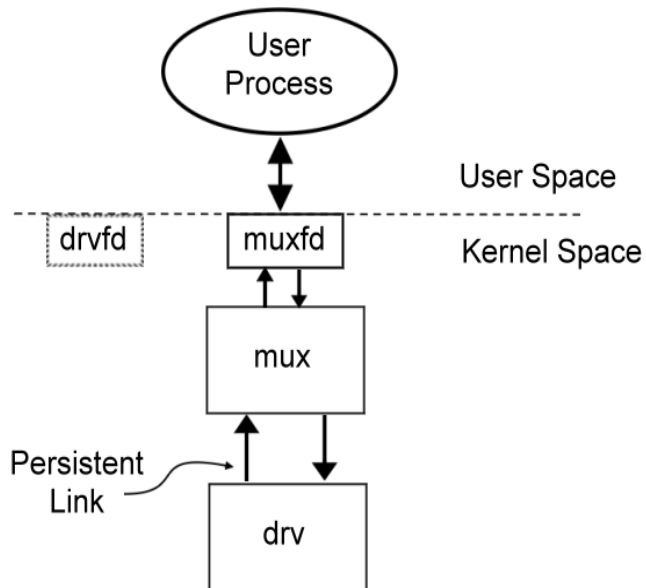 User
Process
User Space
drvfd
muxfd
Kernel Space
mux
Persistent
Link
drv